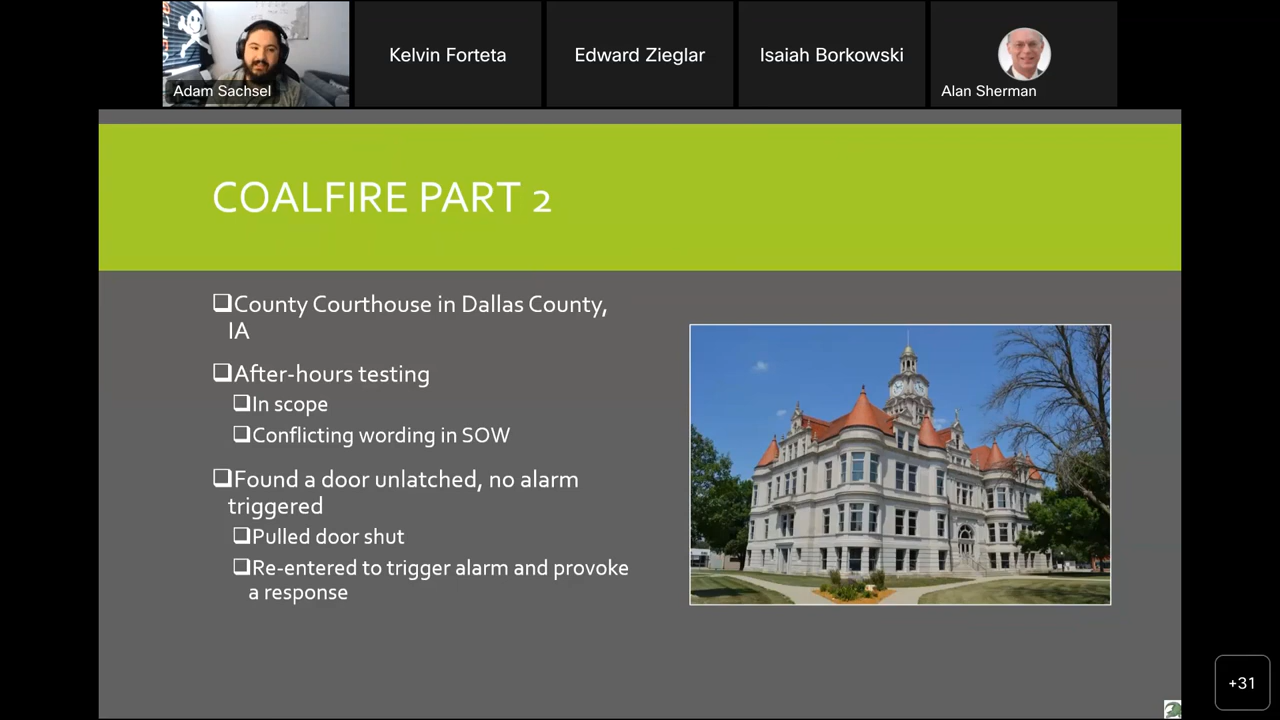 Adam Sachsel
Kelvin Forteta
Edward Zieglar
Isaiah Borkowski
Alan Sherman
COALFIRE PART 2
County Courthouse in Dallas County,
IA
After-hours testing
In scope
Conflicting wording in SOW
Found a door unlatched, no alarm
triggered
Pulled door shut
Re-entered to trigger alarm and provoke
a response
+31